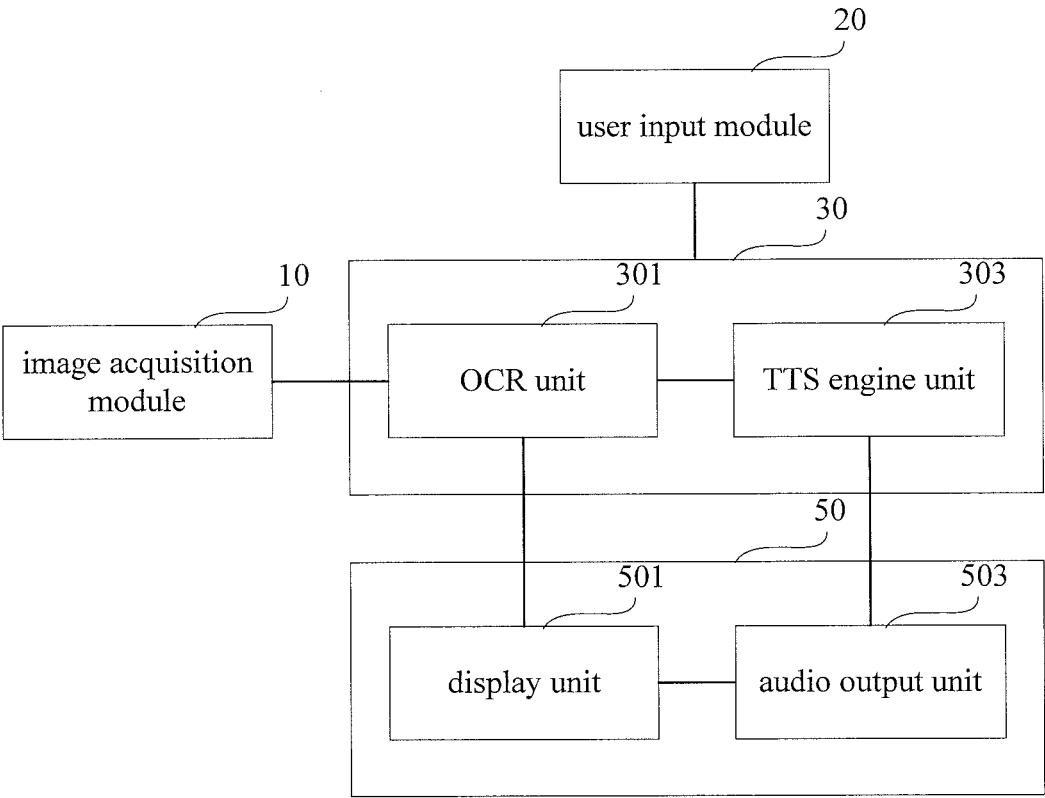 20
user input module
30
10
301
303
image acquisition
module
OCR unit
TTS engine unit
50
501
503
display unit
audio output unit